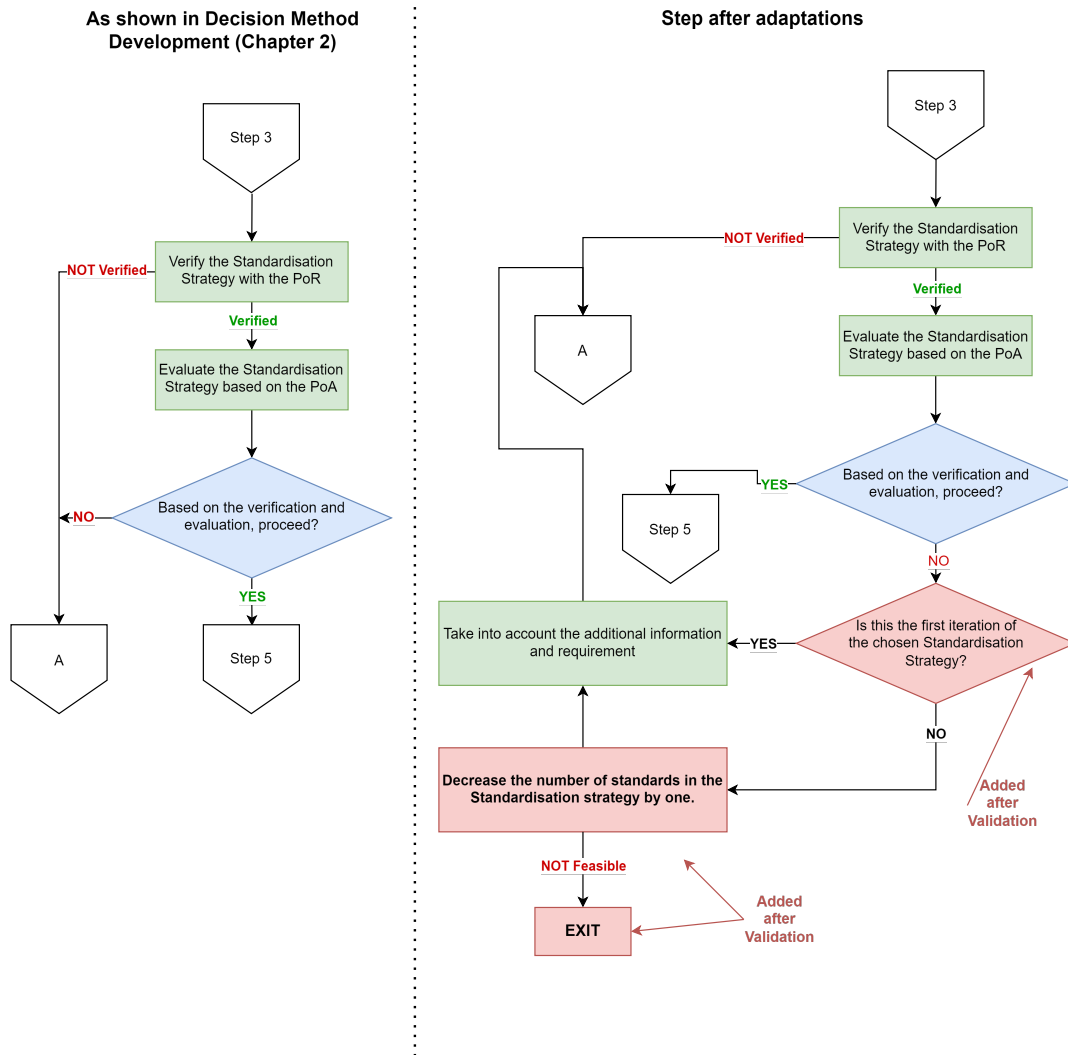 As shown in Decision Method
Development (Chapter 2)
Step 3
Verify the Standardisation
Strategy with the PoR
NOT Verified
Verified
Evaluate the Standardisation
Strategy based on the PoA
Based on the verification and
evaluation, proceed?
NO
YES
A
Step 5
Step after adaptations
Step 3
Verify the Standardisation
Strategy with the PoR
NOT Verified
Verified
A
Evaluate the Standardisation
Strategy based on the PoA
Based on the verification and
evaluation, proceed?
YES
Step 5
NO
Is this the first iteration of
the chosen Standardisation
Strategy?
YES
Take into account the additional information
and requirement
NO
Decrease the number of standards in the
Standardisation strategy by one.
Added
after
Validation
NOT Feasible
EXIT
Added
after
Validation